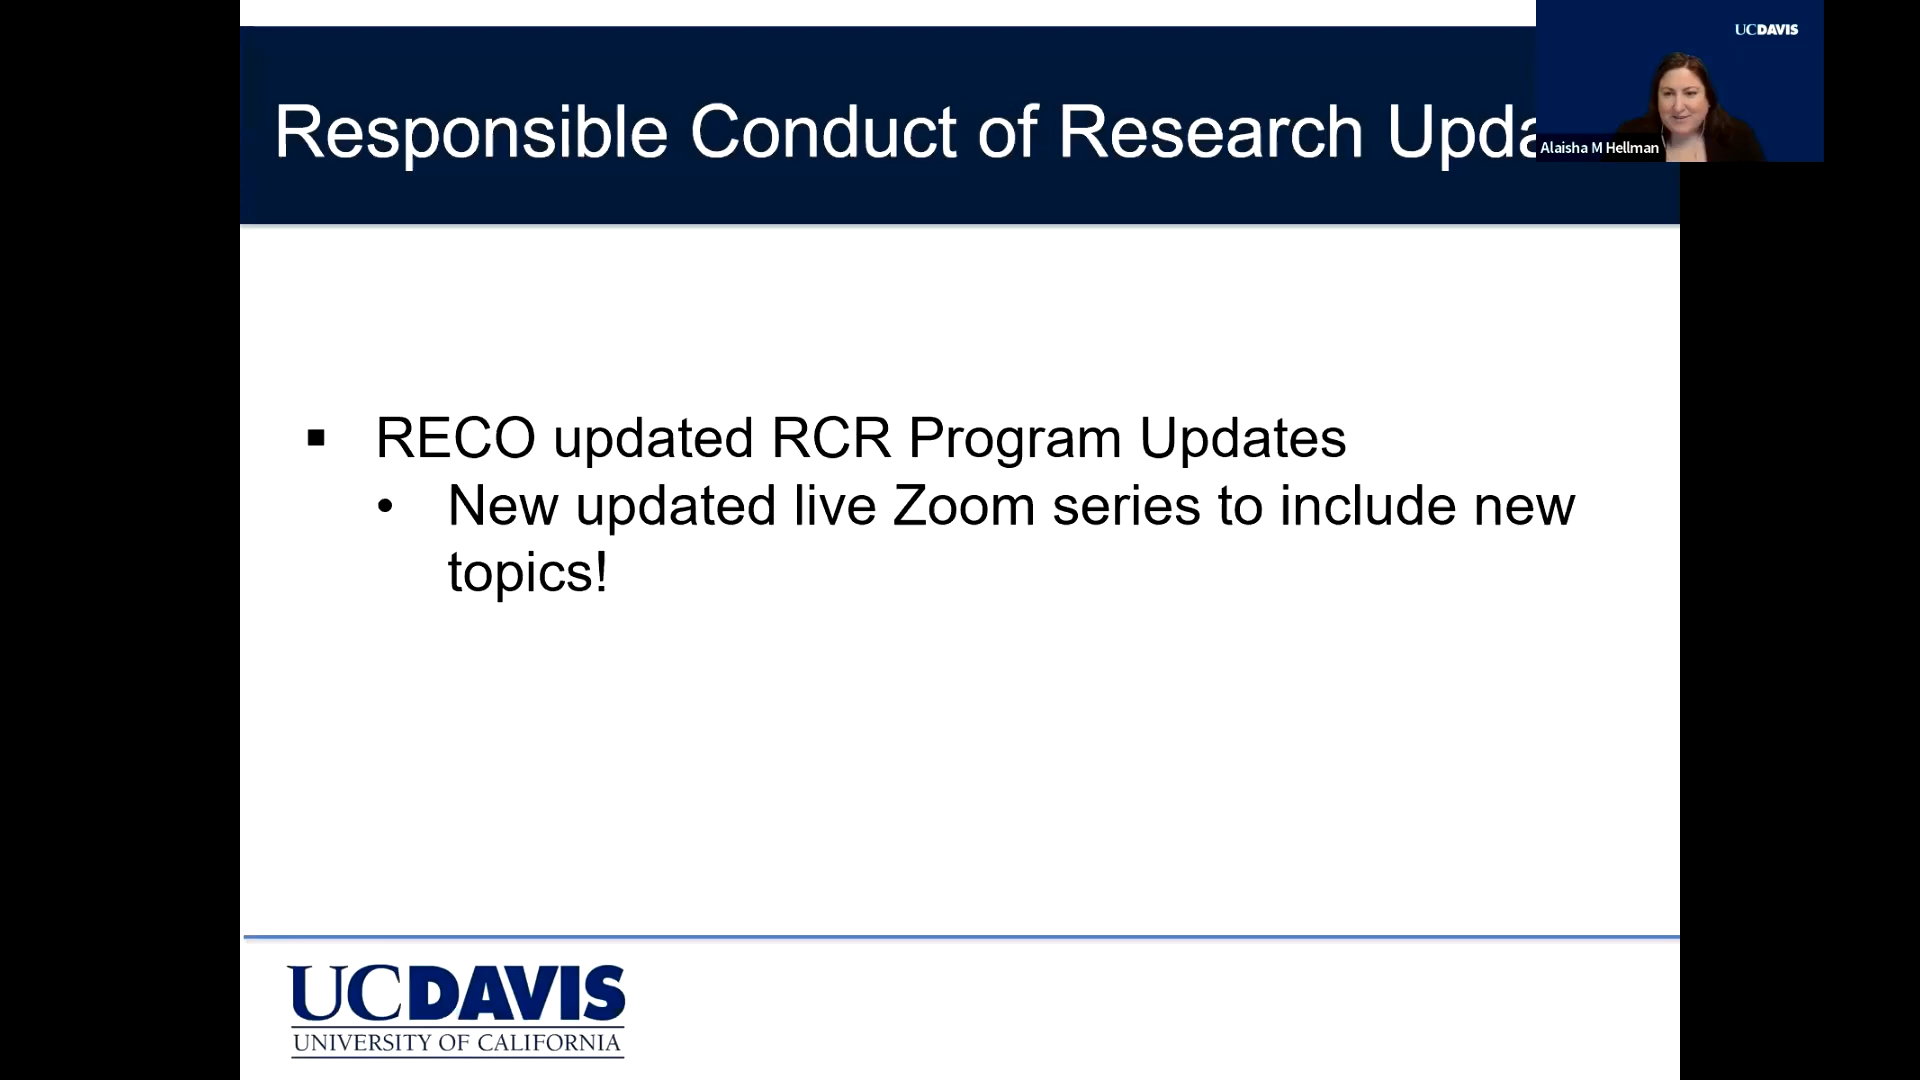 UCDAVIS
Responsible Conduct of Research Upda
Alaisha M Hellman
▪ RECO updated RCR Program Updates
• New updated live Zoom series to include new
topics!
UCDAVIS
UNIVERSITY OF CALIFORNIA